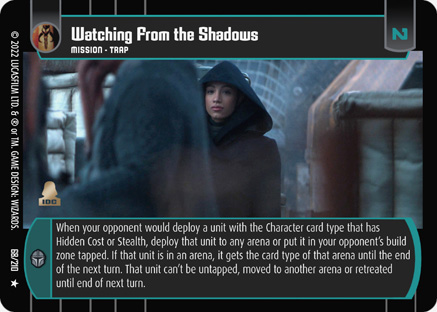 Watching From the Shadows
MISSION - TRAP
N
© 2022 LUCASFILM LTD. & ® or TM. GAME DESIGN: WIZARDS.
168/210
IDC
When your opponent would deploy a unit with the Character card type that has
Hidden Cost or Stealth, deploy that unit to any arena or put it in your opponent's build
zone tapped. If that unit is in an arena, it gets the card type of that arena until the end
of the next turn. That unit can't be untapped, moved to another arena or retreated
until end of next turn.